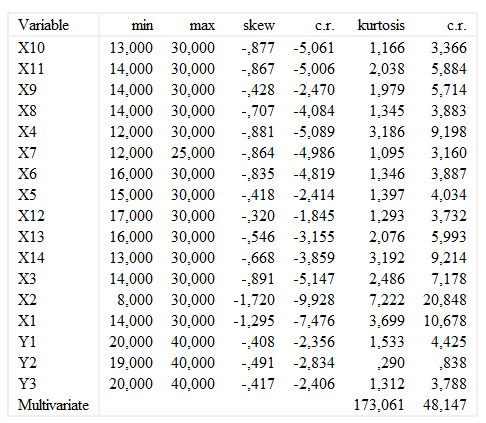 Variable min max skew c.r. kurtosis c.r.
X10 13,000 30,000 -,877 -5,061 1,166 3,366
X11 14,000 30,000 -,867 -5,006 2,038 5,884
X9 14,000 30,000 -,428 -2,470 1,979 5,714
X8 14,000 30,000 -,707 -4,084 1,345 3,883
X4 12,000 30,000 -,881 -5,089 3,186 9,198
X7 12,000 25,000 -,864 -4,986 1,095 3,160
X6 16,000 30,000 -,835 -4,819 1,346 3,887
X5 15,000 30,000 -,418 -2,414 1,397 4,034
X12 17,000 30,000 -,320 -1,845 1,293 3,732
X13 16,000 30,000 -,546 -3,155 2,076 5,993
X14 13,000 30,000 -,668 -3,859 3,192 9,214
X3 14,000 30,000 -,891 -5,147 2,486 7,178
X2 8,000 30,000 -1,720 -9,928 7,222 20,848
X1 14,000 30,000 -1,295 -7,476 3,699 10,678
Y1 20,000 40,000 -,408 -2,356 1,533 4,425
Y2 19,000 40,000 -,491 -2,834 ,290 ,838
Y3 20,000 40,000 -,417 -2,406 1,312 3,788
Multivariate 173,061 48,147